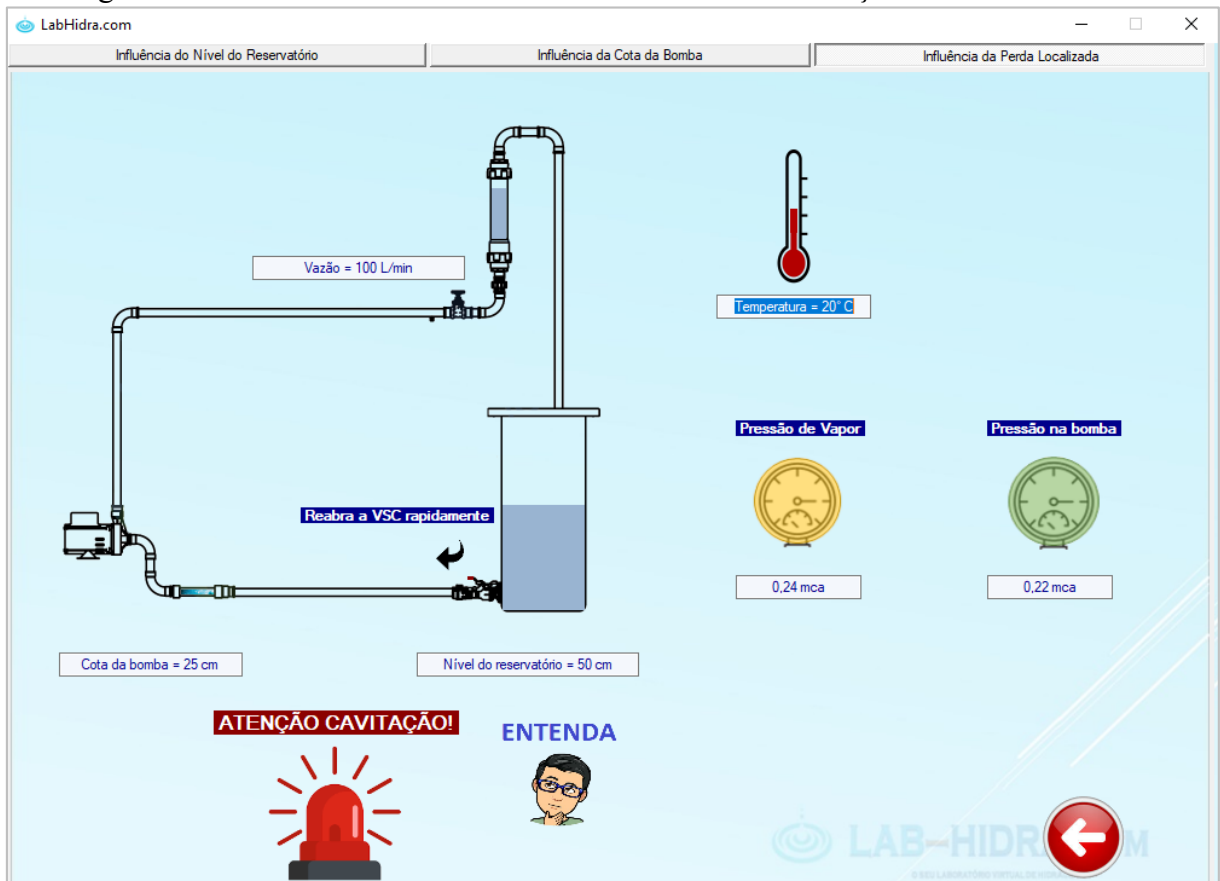 LabHidra.com
Influência do Nível do Reservatório
Influência da Cota da Bomba
Influência da Perda Localizada
Vazão = 100 L/min
Temperatura = 20° C
Pressão de Vapor
Pressão na bomba
Reabra a VSC rapidamente
0,24 mca
0,22 mca
Cota da bomba = 25 cm
Nível do reservatório = 50 cm
ATENÇÃO CAVITAÇÃO!
ENTENDA